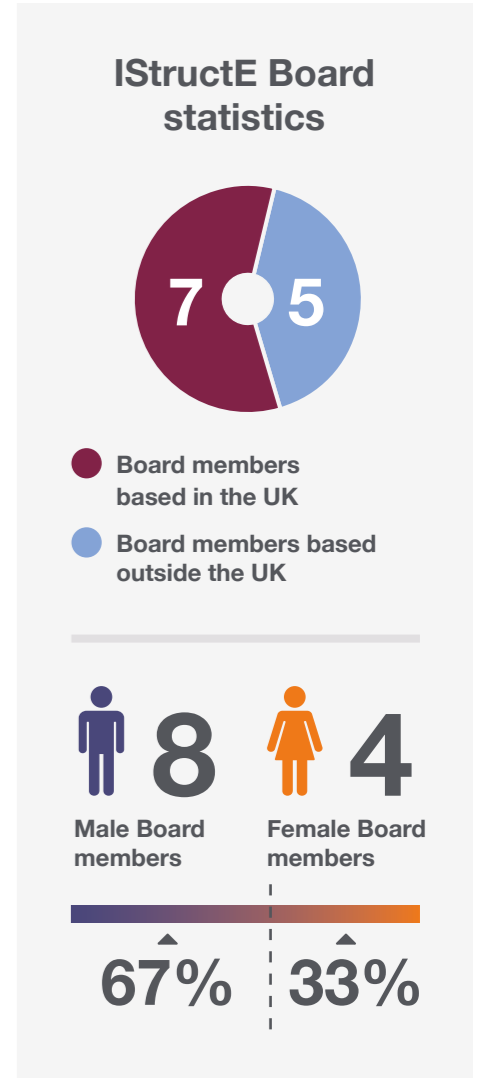 IStructE Board
statistics
7 5
Board members
based in the UK
Board members based
outside the UK
8 4
Male Board Female Board
members members
67% 33%